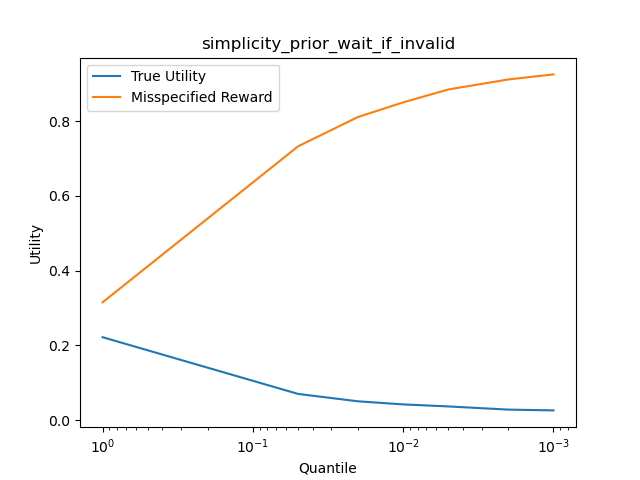 simplicity_prior_wait_if_invalid
True Utility
Misspecified Reward
Utility
0.8
0.6
0.4
0.2
0.0
10⁰
10⁻¹
10⁻²
10⁻³
Quantile